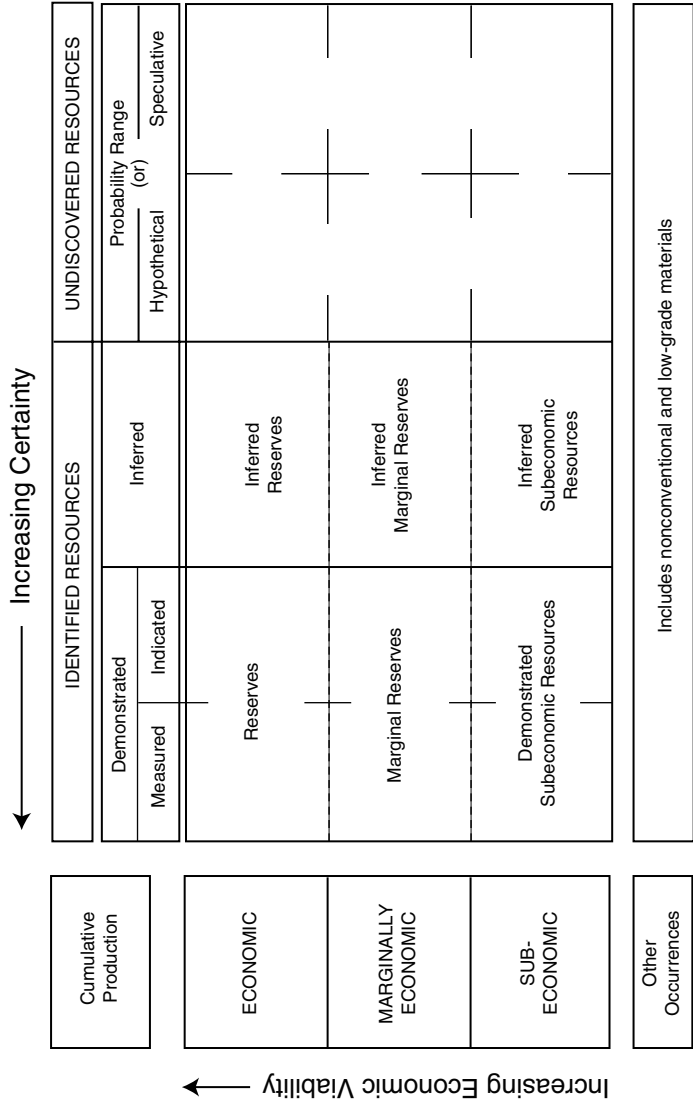 Increasing Certainty
Cumulative
Production
IDENTIFIED RESOURCES
UNDISCOVERED RESOURCES
Demonstrated
Inferred
Probability Range
(or)
Measured
Indicated
Hypothetical
Speculative
ECONOMIC
Reserves
Inferred
Reserves
MARGINALLY
ECONOMIC
Marginal Reserves
Inferred
Marginal Reserves
SUB-
ECONOMIC
Demonstrated
Subeconomic Resources
Inferred
Subeconomic
Resources
Other
Occurrences
Includes nonconventional and low-grade materials
Increasing Economic Viability